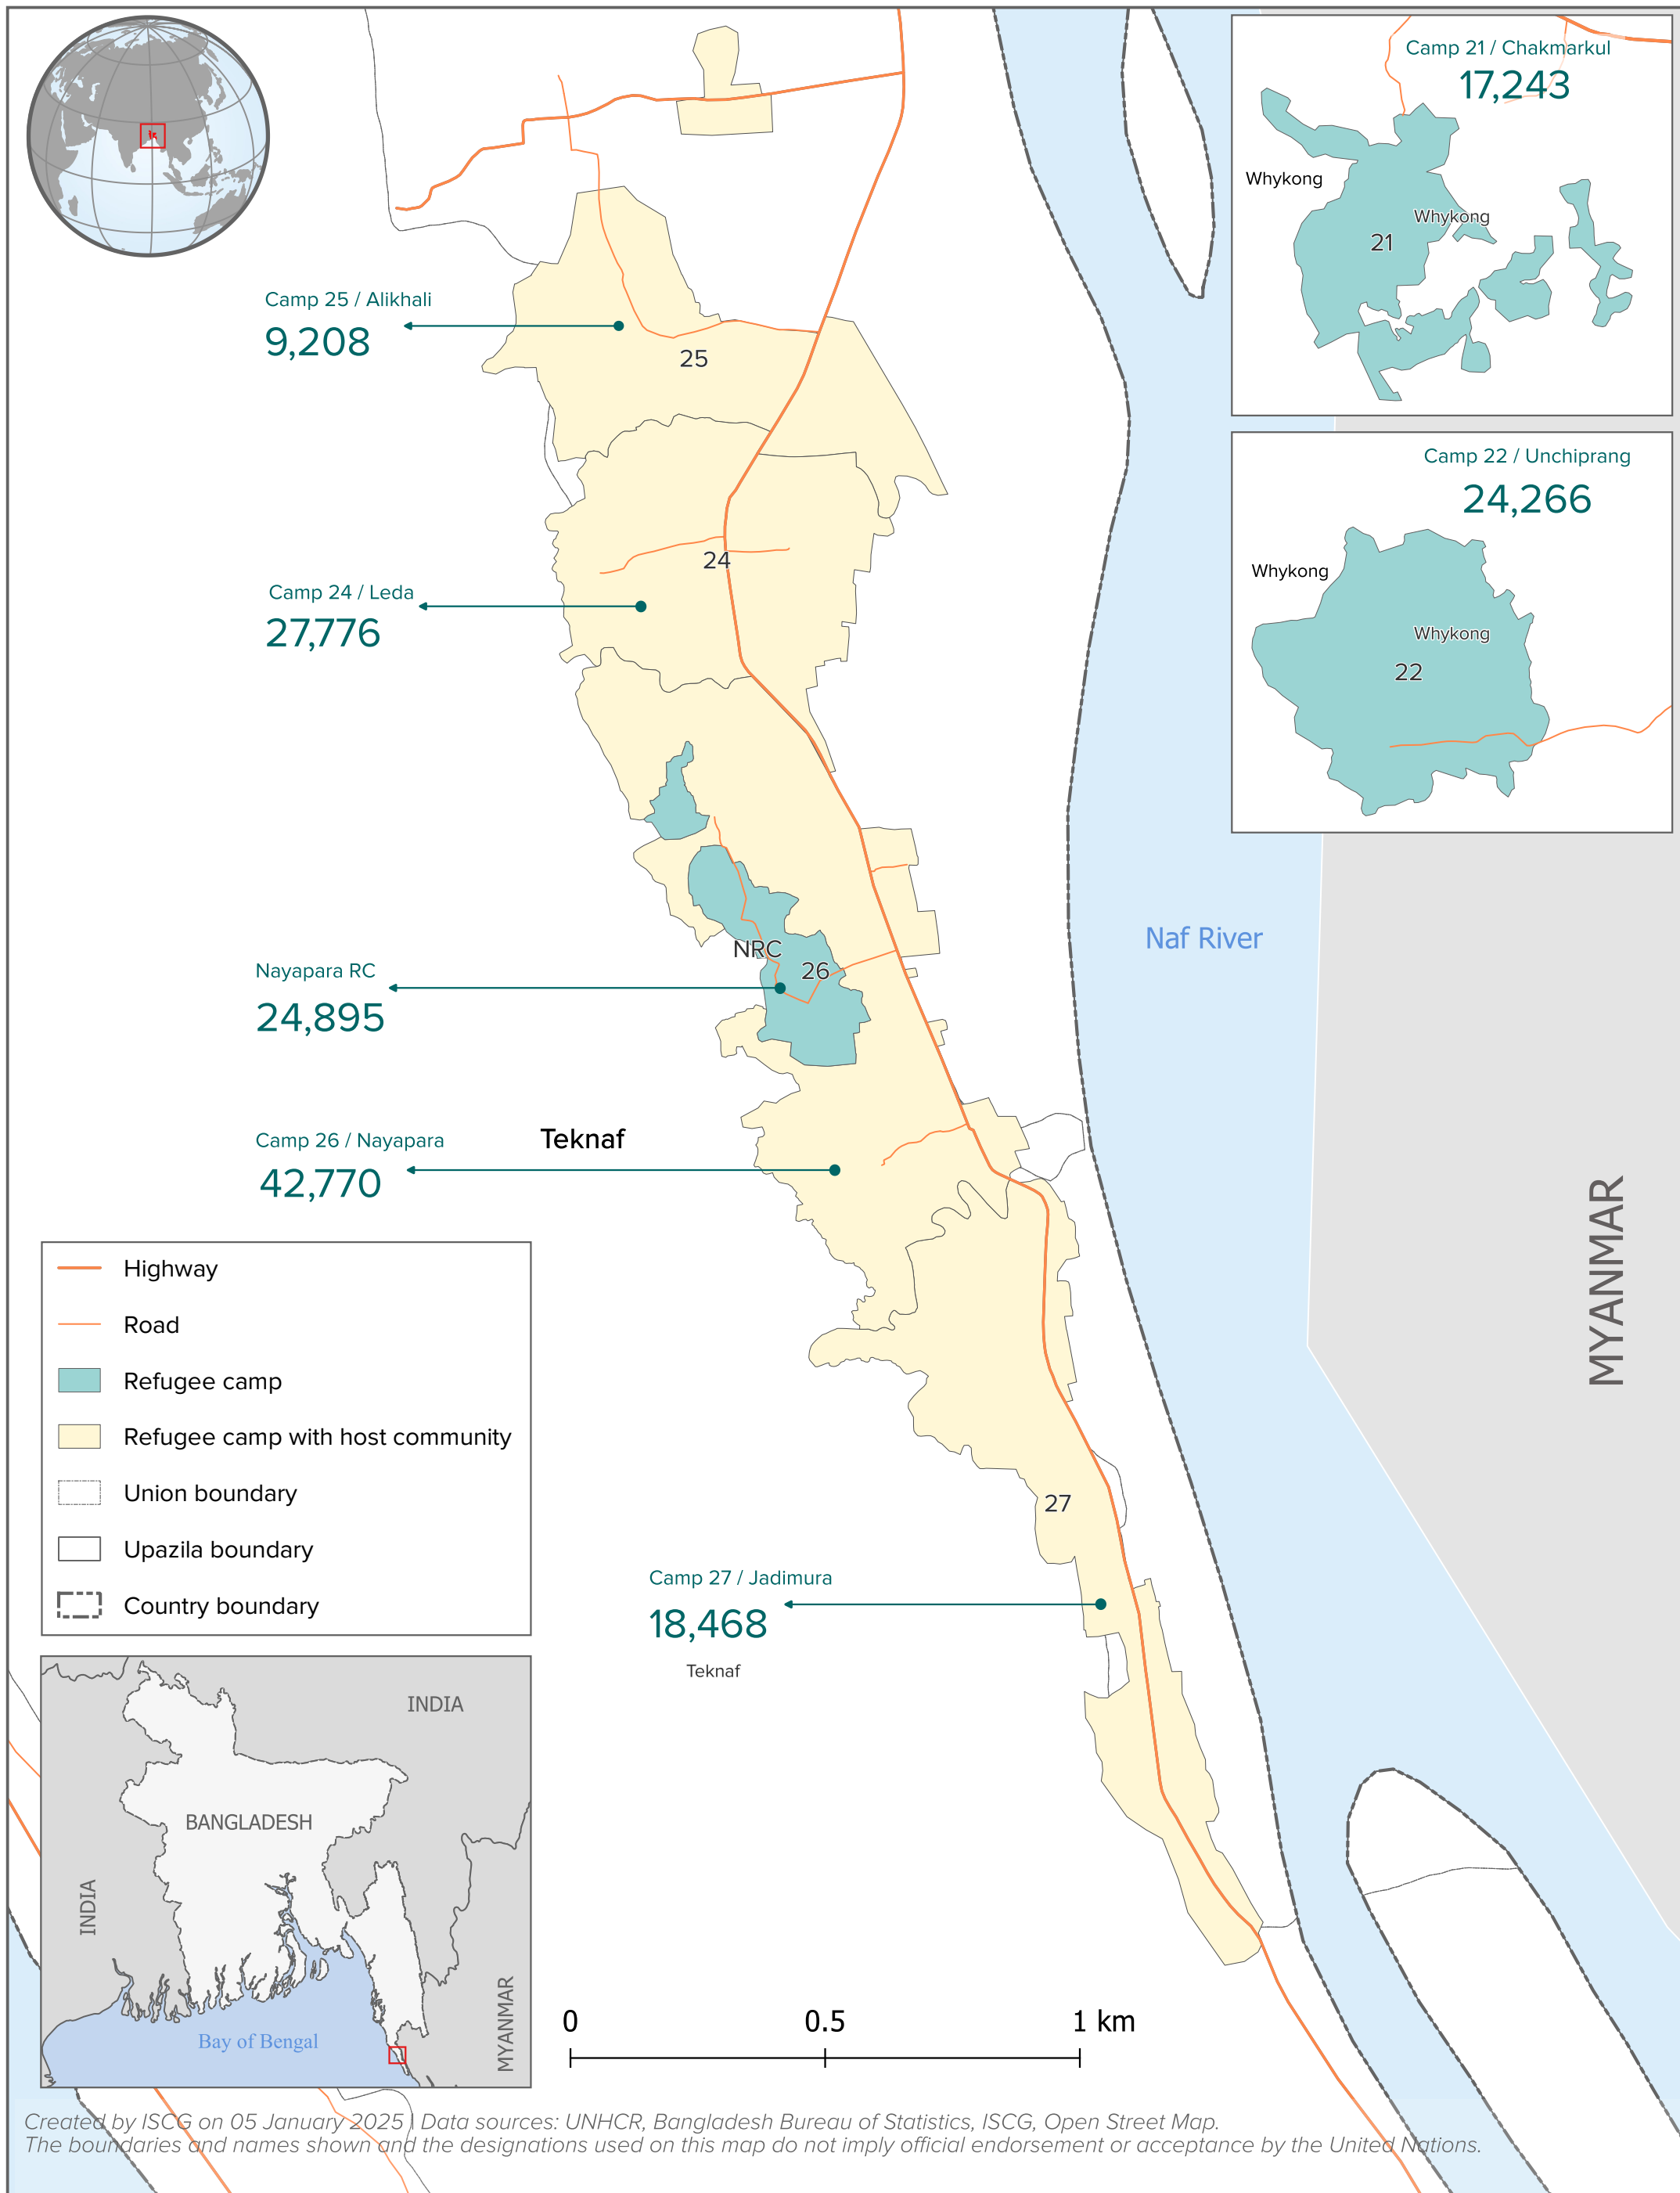 Camp 21 / Chakmarkul
17,243
Whykong
Whykong
21
Camp 25 / Alikhali
9,208
25
Camp 22 / Unchiprang
24,266
Whykong
Whykong
22
24
Camp 24 / Leda
27,776
Naf River
NRC
26
Nayapara RC
24,895
Teknaf
Camp 26 / Nayapara
42,770
MYANMAR
Highway
Road
Refugee camp
Refugee camp with host community
Union boundary
Upazila boundary
Country boundary
27
Camp 27 / Jadimura
18,468
Teknaf
INDIA
BANGLADESH
INDIA
MYANMAR
Bay of Bengal
0 0.5 1 km
Created by ISCG on 05 January 2025 | Data sources: UNHCR, Bangladesh Bureau of Statistics, ISCG, Open Street Map.
The boundaries and names shown and the designations used on this map do not imply official endorsement or acceptance by the United Nations.